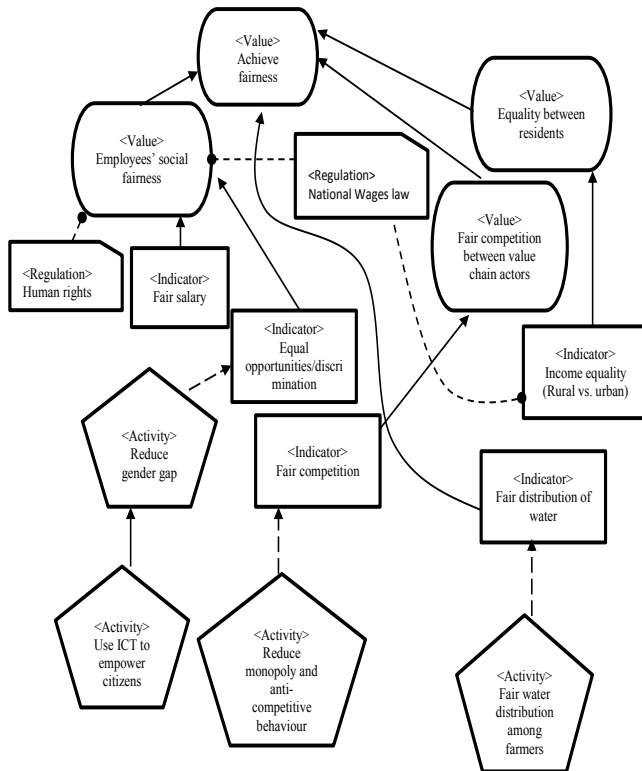 <Value>
Achieve
fairness
<Value>
Employees' social
fairness
<Value>
Equality between
residents
<Regulation>
National Wages law
<Value>
Fair competition
between value
chain actors
<Regulation>
Human rights
<Indicator>
Fair salary
<Indicator>
Equal
opportunities/discri
mination
<Indicator>
Income equality
(Rural vs. urban)
<Activity>
Reduce
gender gap
<Indicator>
Fair competition
<Indicator>
Fair distribution of
water
<Activity>
Use ICT to
empower
citizens
<Activity>
Reduce
monopoly and
anti-
competitive
behaviour
<Activity>
Fair water
distribution
among
farmers